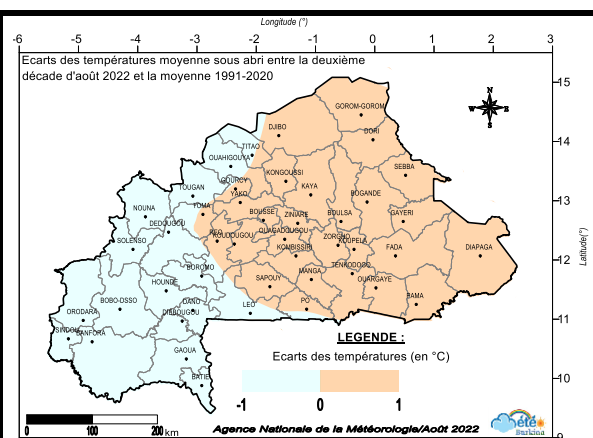 Longitude (°)
-6 -5 -4 -3 -2 -1 0 1 2 3
Ecarts des températures moyenne sous abri entre la deuxième
décade d'août 2022 et la moyenne 1991-2020
15
N
GOROM-GOROM
W E
S
DJIBO
DORI
14
TITAO
OUAHIGOUYA
SEBBA
KONGOUSSI
GOURCY
OUGAN
KAYA
YAKO
BOGANDE
13
NOUNA
TOMA
BOUSSE
ZINIARE
BOULSA
GAYERI
DEDOUGOU
REO
KOUDOUGOU
OUAGADOUGOU
ZORGHO
SOLENSO
KOMBISSIRI
KOUPELA
FADA
DIAPAGA
Latitude(°)
12
BOROMO
TENKODOGO
HOUNDE
SAPOUY
MANGA
OUARGAYE
BOBO-DSSO
DANO
LEO
PO
PAMA
ORODARA
DIABOUGOU
11
SINDOU
BANFORA
LEGENDE :
GAOUA
Ecarts des températures (en °C)
BATIE
10
-1 0 1
0 100 200 km
Agence Nationale de la Météorologie/Août 2022
Météo
Burkina
9